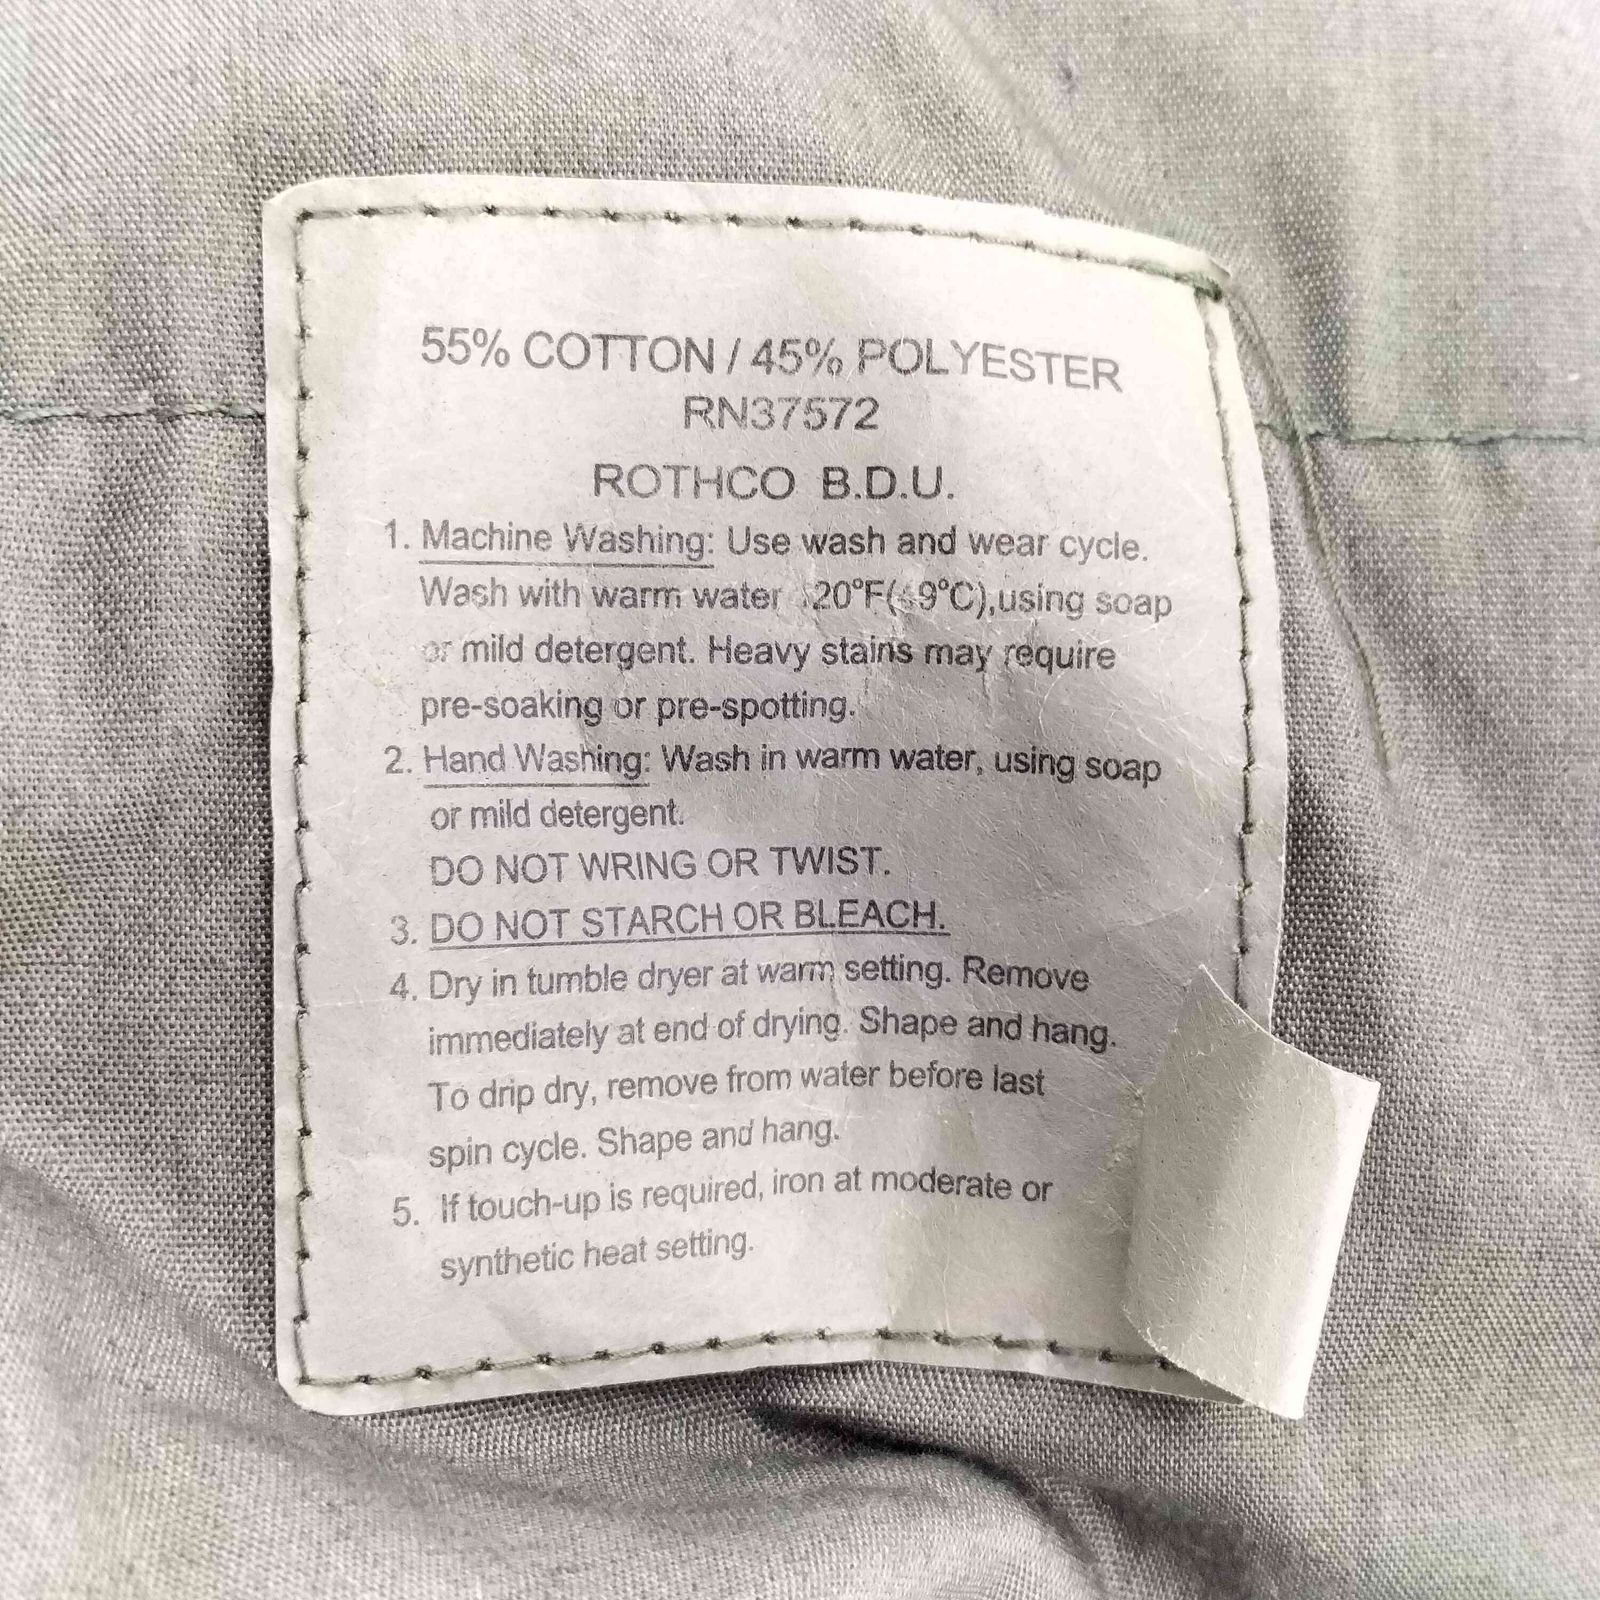 55% COTTON / 45% POLYESTER
RN37572
ROTHCO B.D.U.
1. Machine Washing: Use wash and wear cycle.
Wash with warm water 120°F(49°C),using soap
or mild detergent. Heavy stains may require
pre-soaking or pre-spotting.
2. Hand Washing: Wash in warm water, using soap
or mild detergent.
DO NOT WRING OR TWIST.
3. DO NOT STARCH OR BLEACH.
4. Dry in tumble dryer at warm setting. Remove
immediately at end of drying. Shape and hang.
To drip dry, remove from water before last
spin cycle. Shape and hang.
5. If touch-up is required, iron at moderate or
synthetic heat setting.